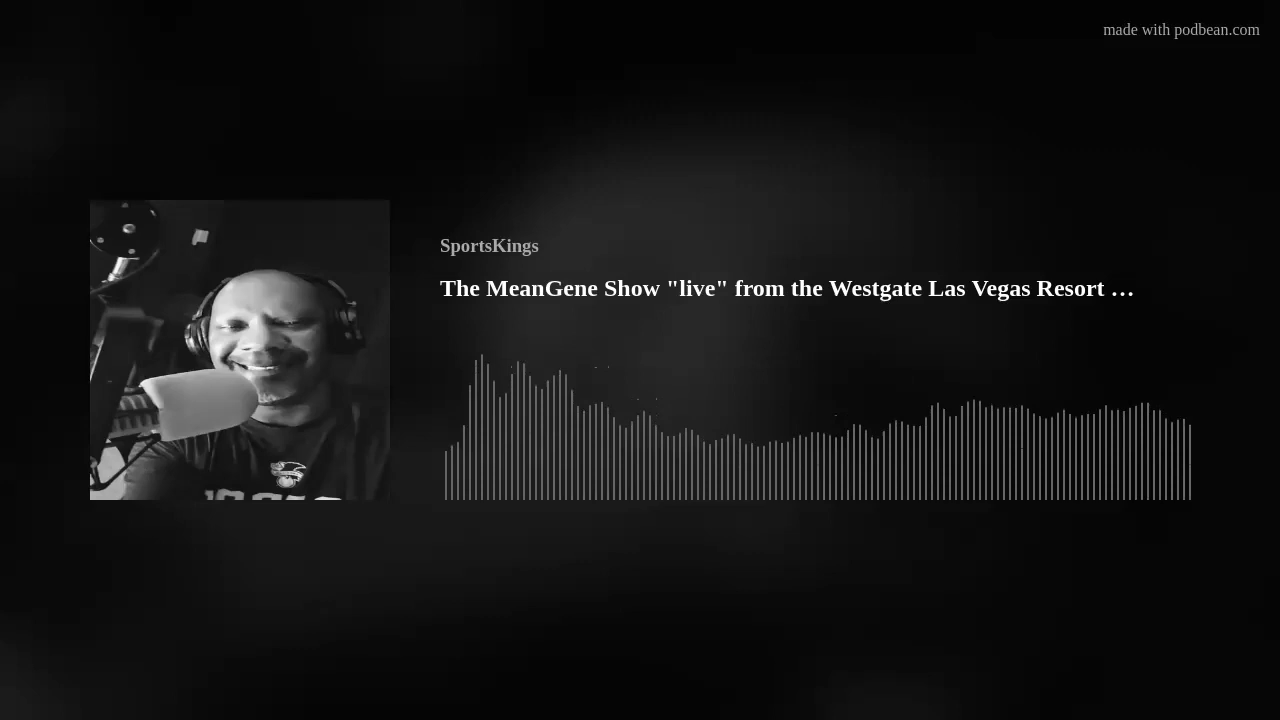 made with podbean.com
SportsKings
The MeanGene Show "live" from the Westgate Las Vegas Resort …